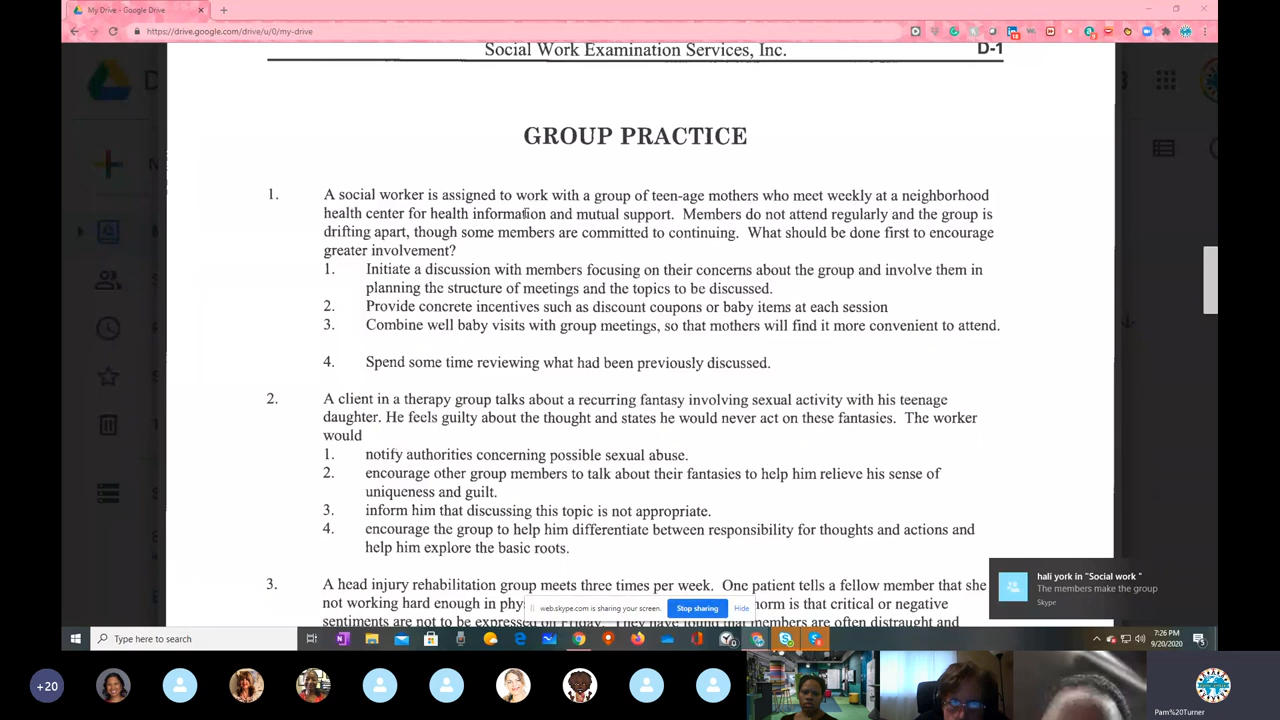 My Drive - Google Drive
https://drive.google.com/drive/u/0/my-drive
Social Work Examination Services, Inc.
D-1
GROUP PRACTICE
1. A social worker is assigned to work with a group of teen-age mothers who meet weekly at a neighborhood
health center for health information and mutual support. Members do not attend regularly and the group is
drifting apart, though some members are committed to continuing. What should be done first to encourage
greater involvement?
1. Initiate a discussion with members focusing on their concerns about the group and involve them in
planning the structure of meetings and the topics to be discussed.
2. Provide concrete incentives such as discount coupons or baby items at each session
3. Combine well baby visits with group meetings, so that mothers will find it more convenient to attend.
4. Spend some time reviewing what had been previously discussed.
2. A client in a therapy group talks about a recurring fantasy involving sexual activity with his teenage
daughter. He feels guilty about the thought and states he would never act on these fantasies. The worker
would
1. notify authorities concerning possible sexual abuse.
2. encourage other group members to talk about their fantasies to help him relieve his sense of
uniqueness and guilt.
3. inform him that discussing this topic is not appropriate.
4. encourage the group to help him differentiate between responsibility for thoughts and actions and
help him explore the basic roots.
3. A head injury rehabilitation group meets three times per week. One patient tells a fellow member that she
not working hard enough in norm is that critical or negative
sentiments are not to be expressed on Friday. They have found that members are often distraught and
hali york in "Social work "
The members make the group
Skype
web.skype.com is sharing your screen.
Stop sharing
Hide
Type here to search
7:26 PM
9/20/2020
+20
Pam%20Turner